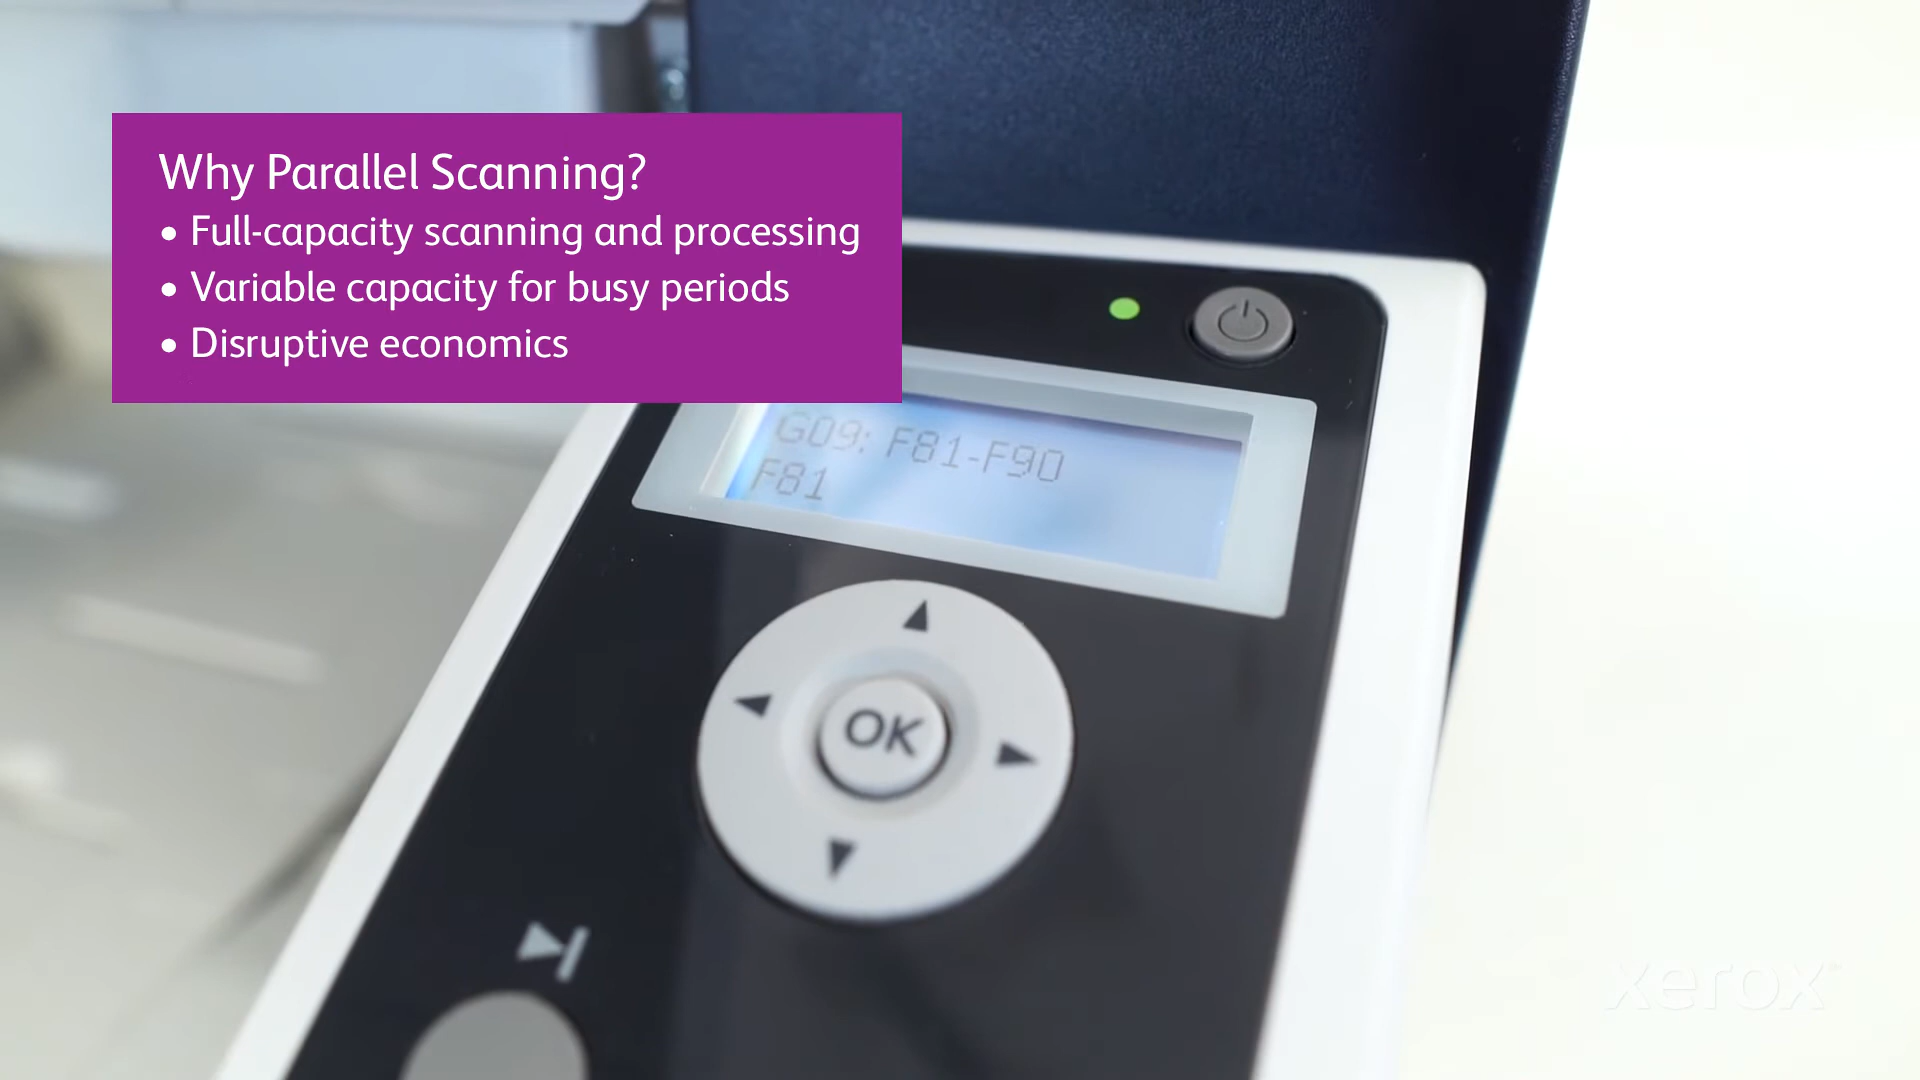 Why Parallel Scanning?
• Full-capacity scanning and processing
• Variable capacity for busy periods
• Disruptive economics
G09: F81-F90
F81
OK
xerox